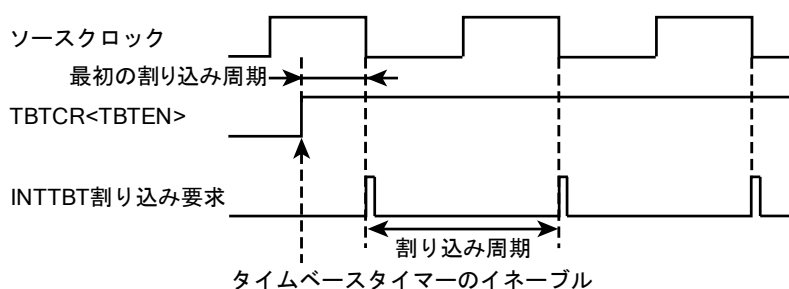 ソースクロック
最初の割り込み周期
TBTCR<TBTEN>
INTTBT割り込み要求
割り込み周期
タイムベースタイマーのイネーブル